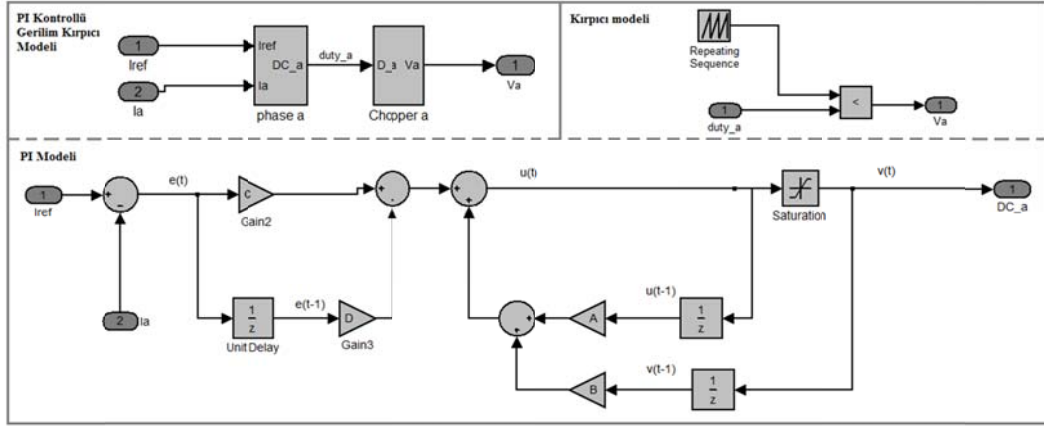 PI Kontrollü
Gerilim Kırpıcı
Modeli
1
Iref
2
Ia
Iref
DC_a
Ia
phase a
duty_a
D_a Va
Chopper a
1
Va
Kırpıcı modeli
Repeating
Sequence
1
duty_a
<
1
Va
PI Modeli
1
Iref
+
−
e(t)
C
Gain2
+
-
+
+
u(t)
Saturation
v(t)
1
DC_a
2
Ia
1
z
Unit Delay
e(t-1)
D
Gain3
+
+
A
u(t-1)
1
z
B
v(t-1)
1
z